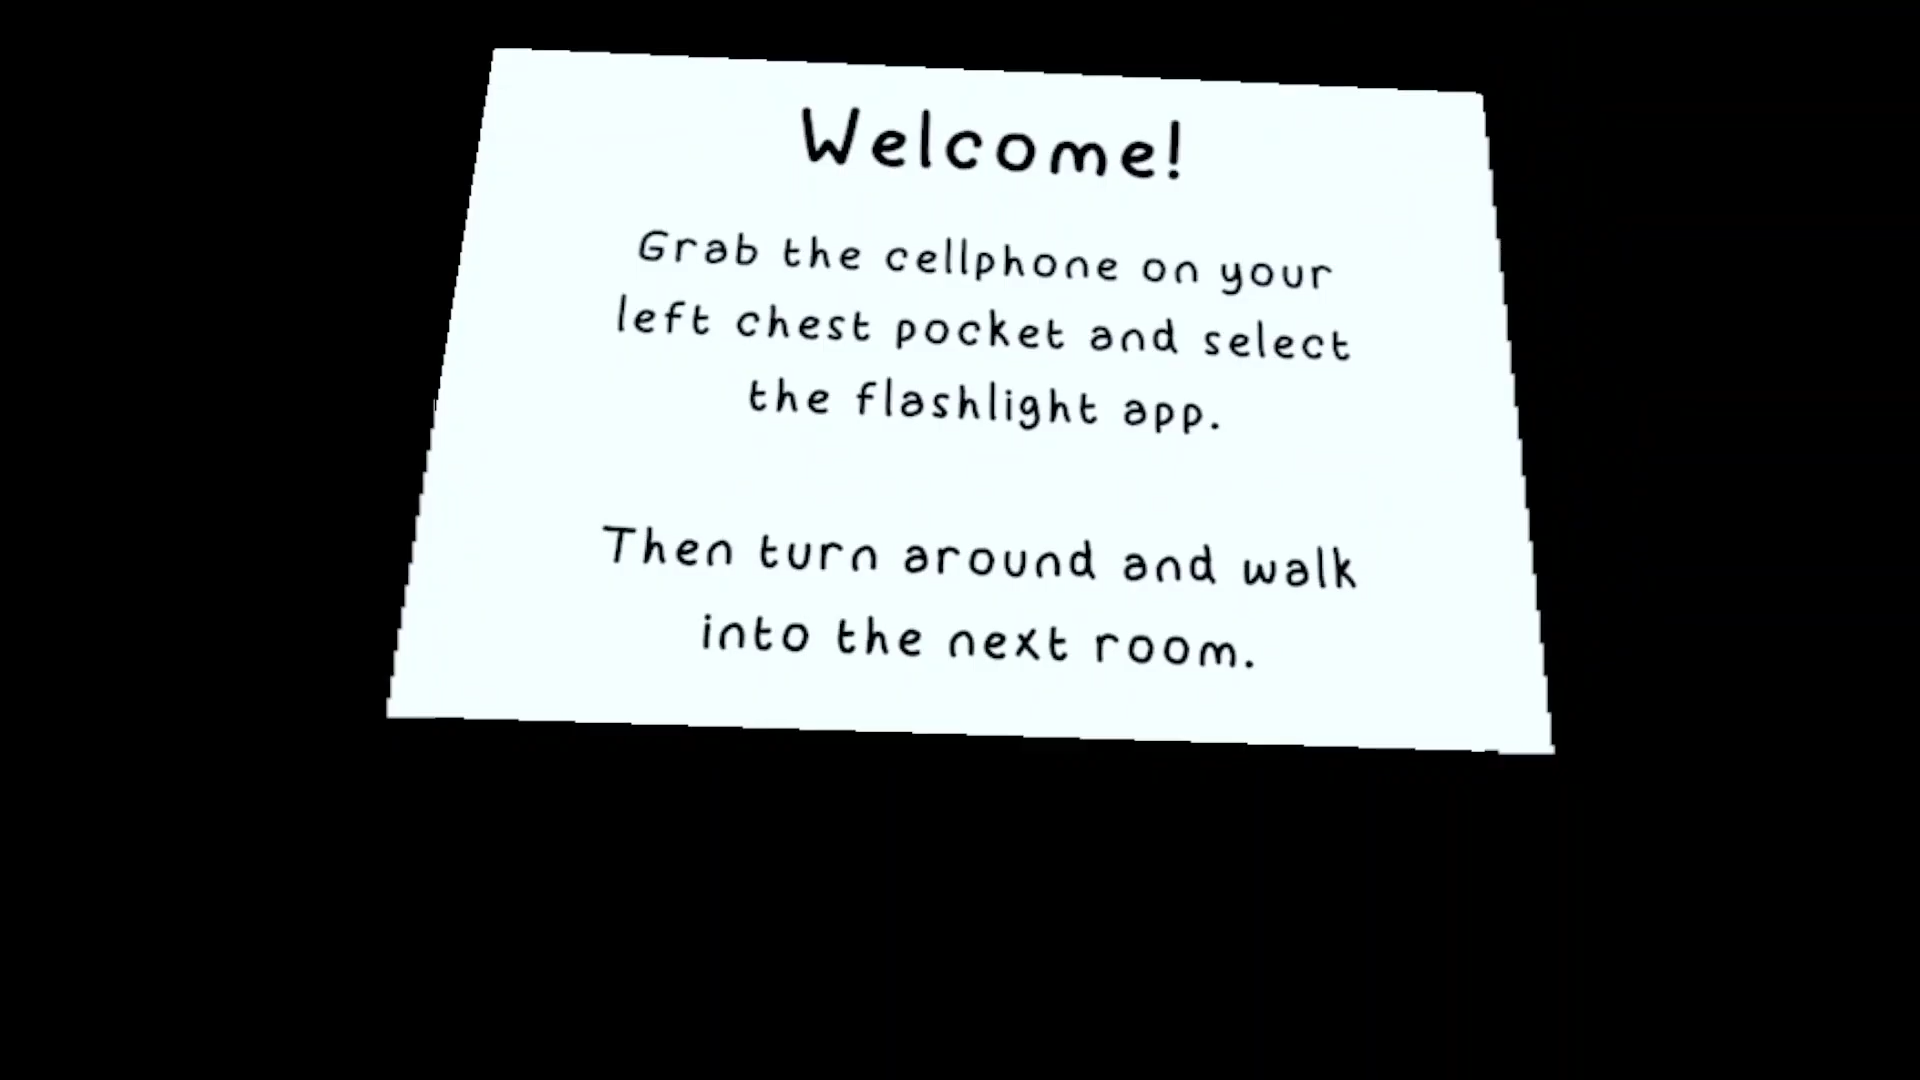 Welcome!
Grab the cellphone on your
left chest pocket and select
the flashlight app.
Then turn around and walk
into the next room.